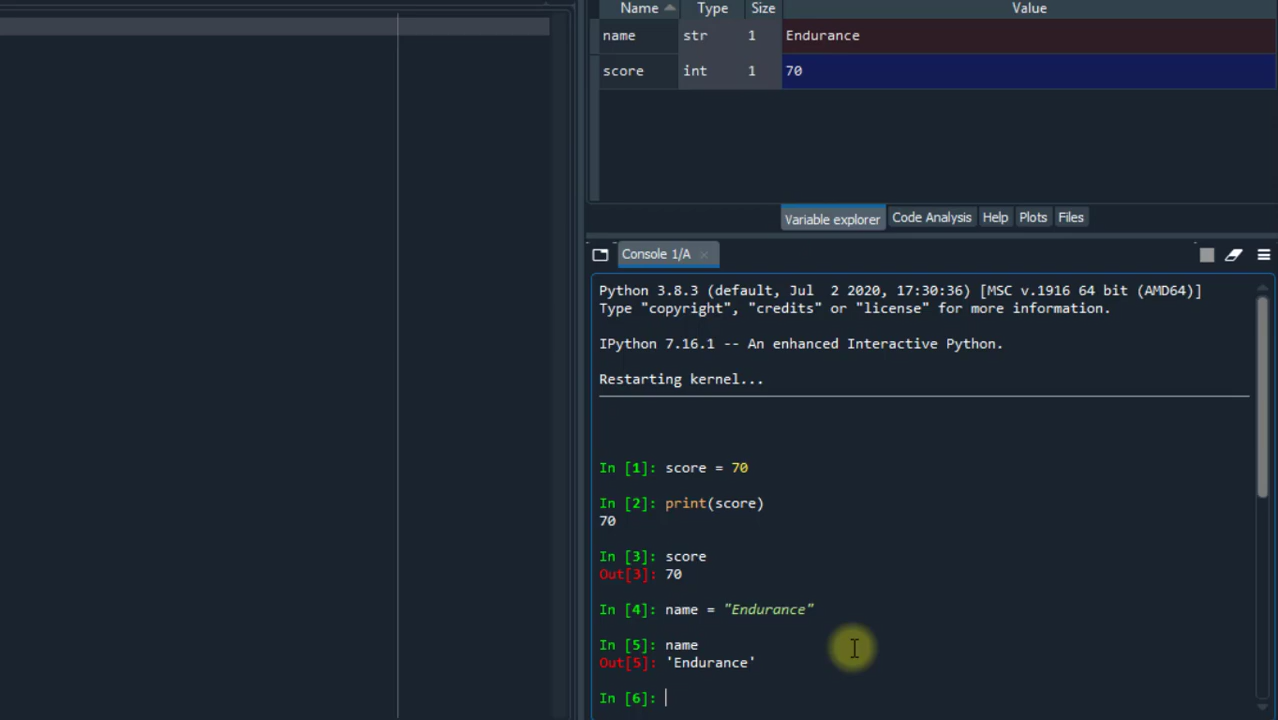 Name Type Size Value
name str 1 Endurance
score int 1 70
Variable explorer Code Analysis Help Plots Files
Console 1/A
Python 3.8.3 (default, Jul  2 2020, 17:30:36) [MSC v.1916 64 bit (AMD64)]
Type "copyright", "credits" or "license" for more information.
IPython 7.16.1 -- An enhanced Interactive Python.
Restarting kernel...
In [1]: score = 70
In [2]: print(score)
70
In [3]: score
Out[3]: 70
In [4]: name = "Endurance"
In [5]: name
Out[5]: 'Endurance'
In [6]: